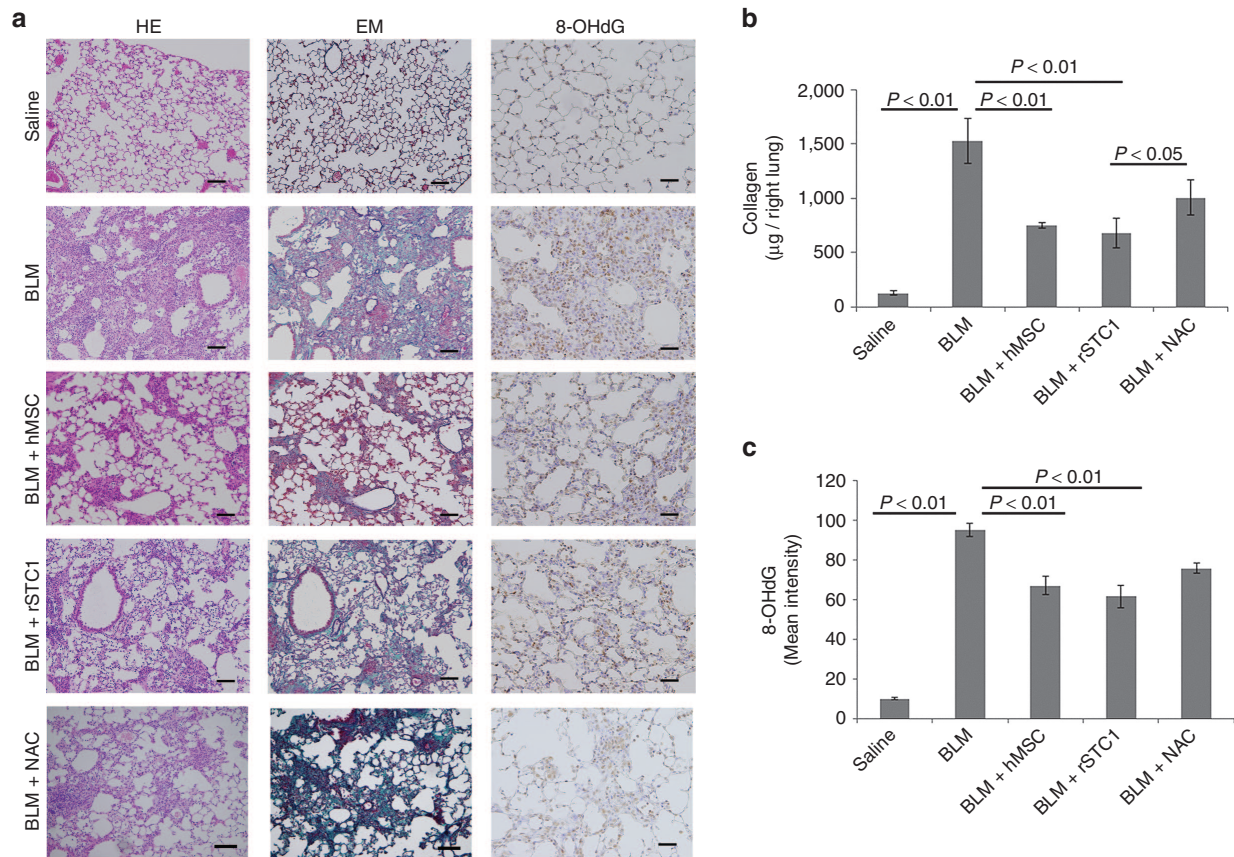 a
HE EM 8-OHdG
Saline
BLM
BLM + hMSC
BLM + rSTC1
BLM + NAC
b
P < 0.01
P < 0.01 P < 0.01
P < 0.05
Collagen
(µg / right lung)
2,000
1,500
1,000
500
0
Saline
BLM
BLM + hMSC
BLM + rSTC1
BLM + NAC
c
P < 0.01
P < 0.01 P < 0.01
8-OHdG
(Mean intensity)
120
100
80
60
40
20
0
Saline
BLM
BLM + hMSC
BLM + rSTC1
BLM + NAC